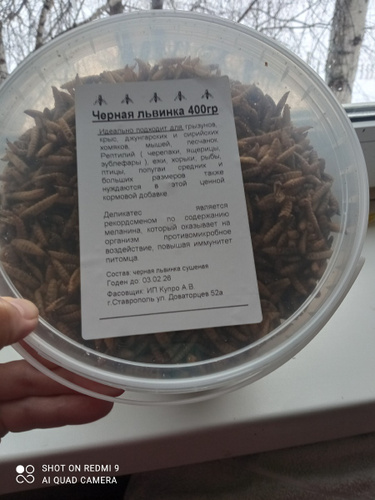 Черная львинка 400гр
Идеально подходит для грызунов,
крыс, джунгарских и сирийских
хомяков, мышей, песчанок.
Рептилий ( черепахи, ящерицы,
эублефары ), ежи, хорьки, рыбы,
птицы, попугаи средних и
больших размеров также
нуждаются в этой ценной
кормовой добавке.
Деликатес является
рекордсменом по содержанию
меланина, который оказывает на
организм противомикробное
воздействие, повышая иммунитет
питомца.
Состав: черная львинка сушеная.
Годен до 03.02.26
Фасовщик: ИП Купро А.В.
г.Ставрополь ул. Доваторцев 52а
SHOT ON REDMI 9
AI QUAD CAMERA